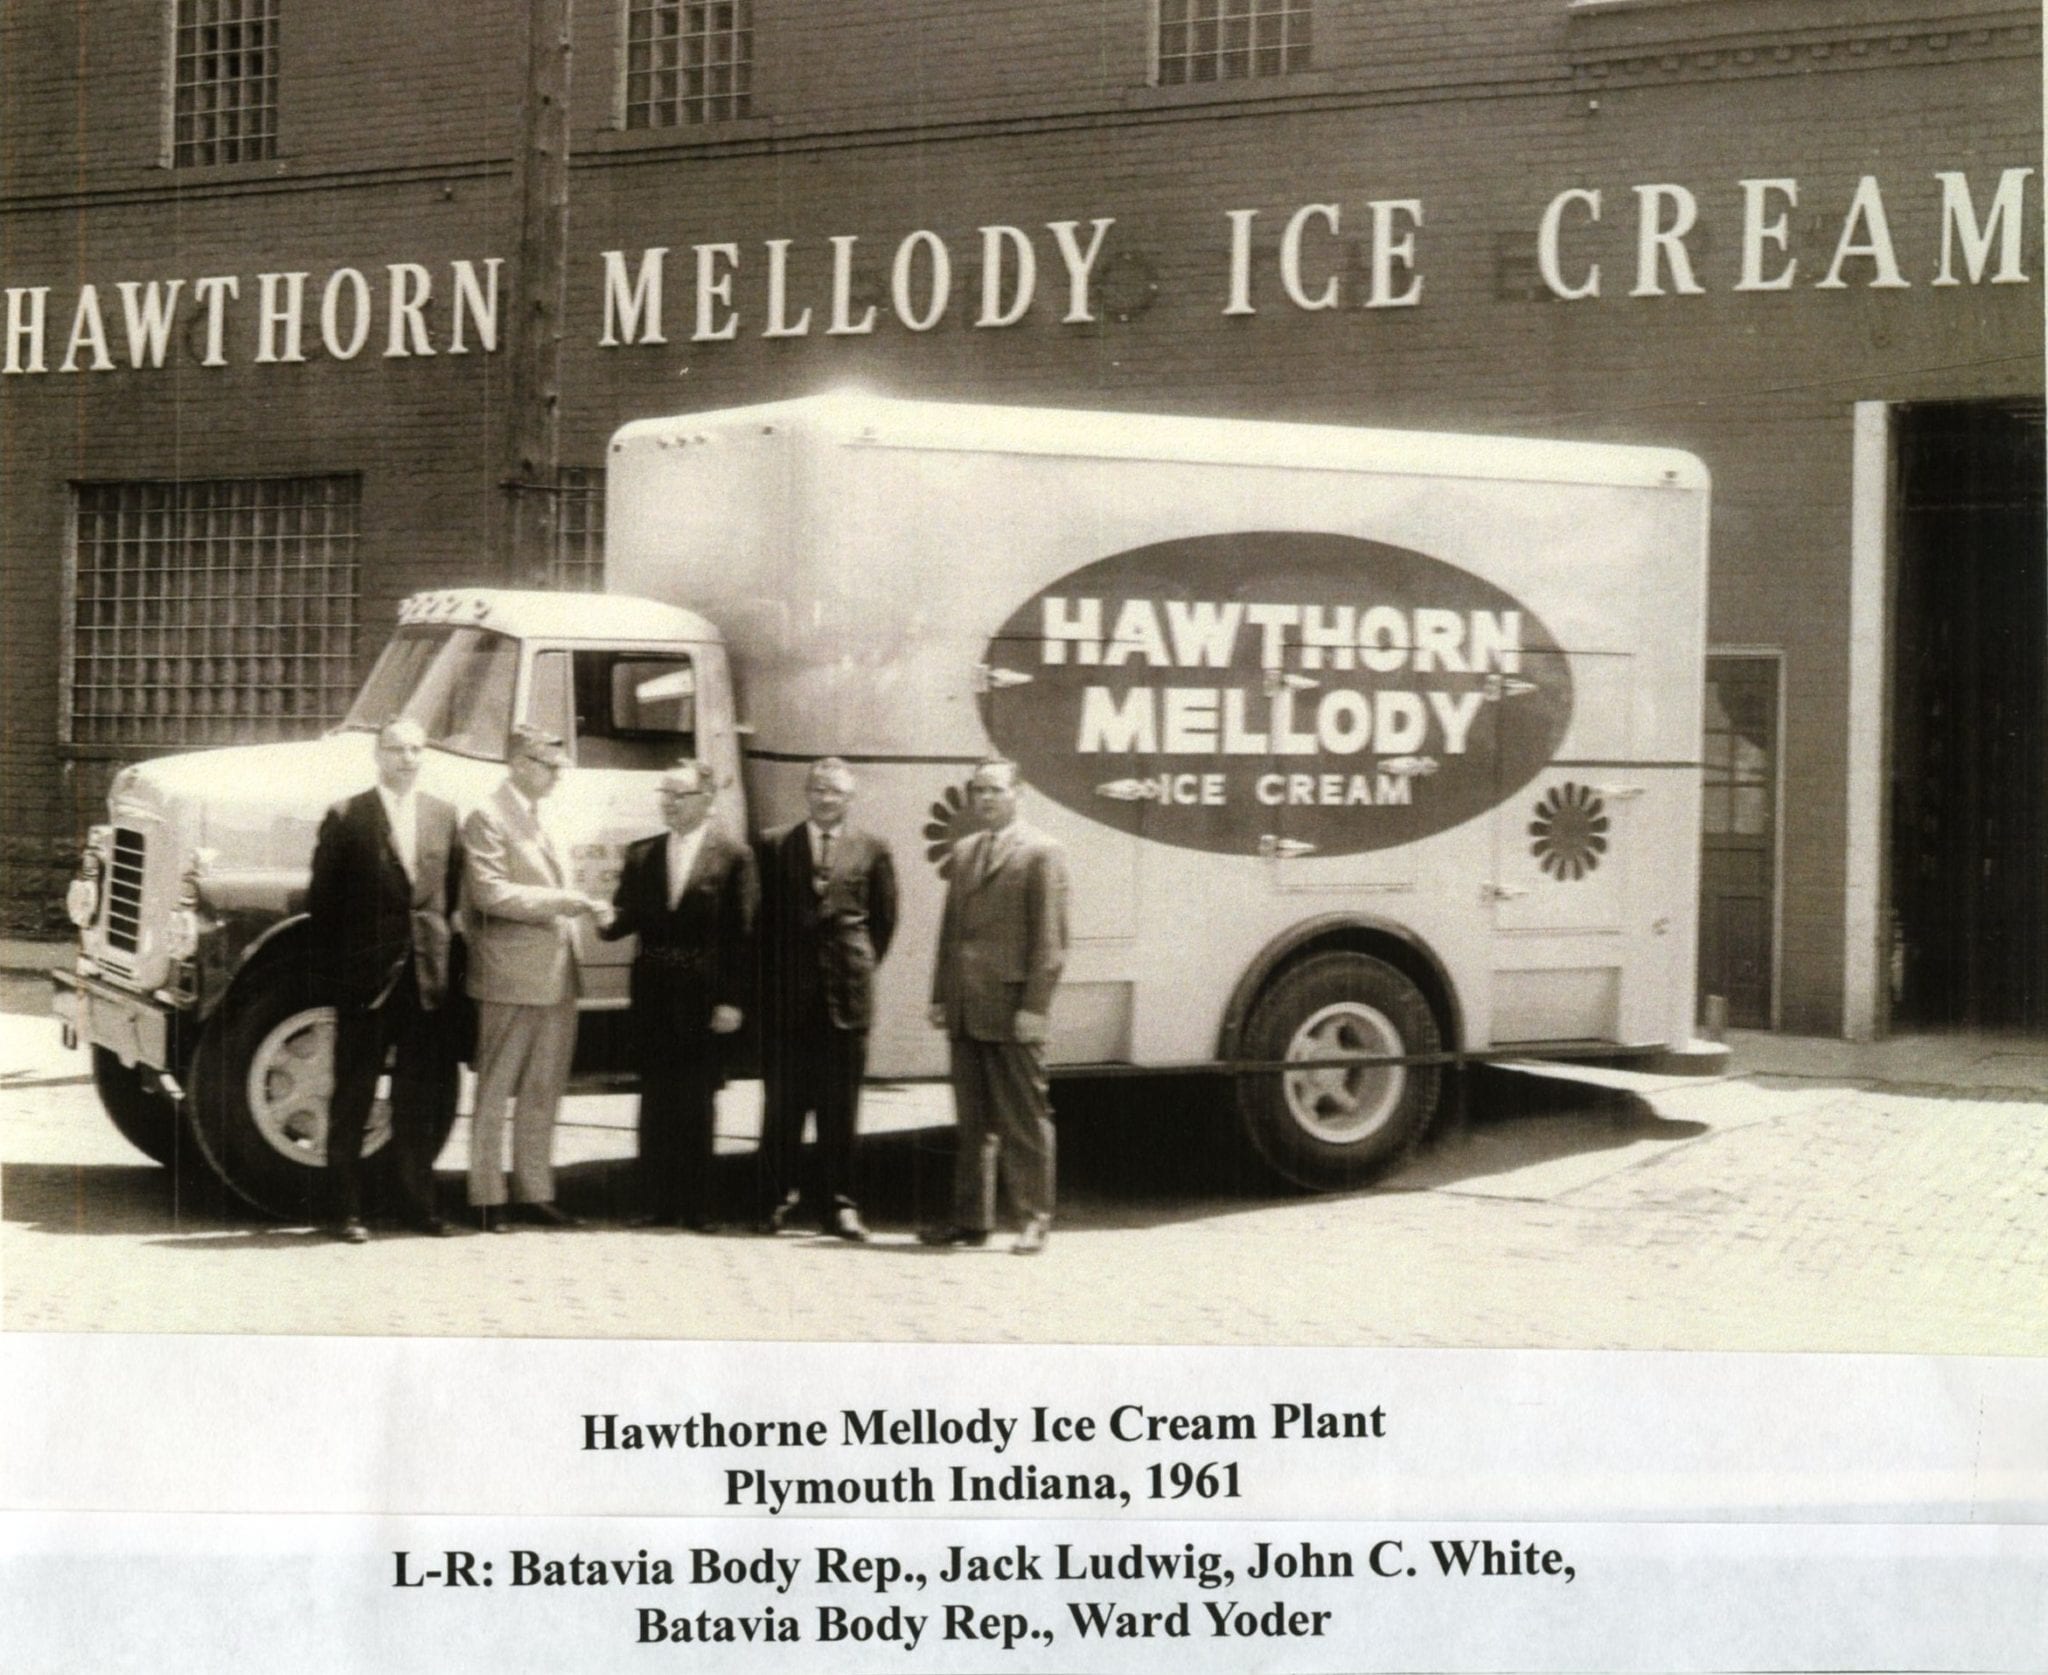 HAWTHORN MELLODY ICE CREAM
HAWTHORN
MELLODY
ICE CREAM
Hawthorne Mellody Ice Cream Plant
Plymouth Indiana, 1961
L-R: Batavia Body Rep., Jack Ludwig, John C. White,
Batavia Body Rep., Ward Yoder